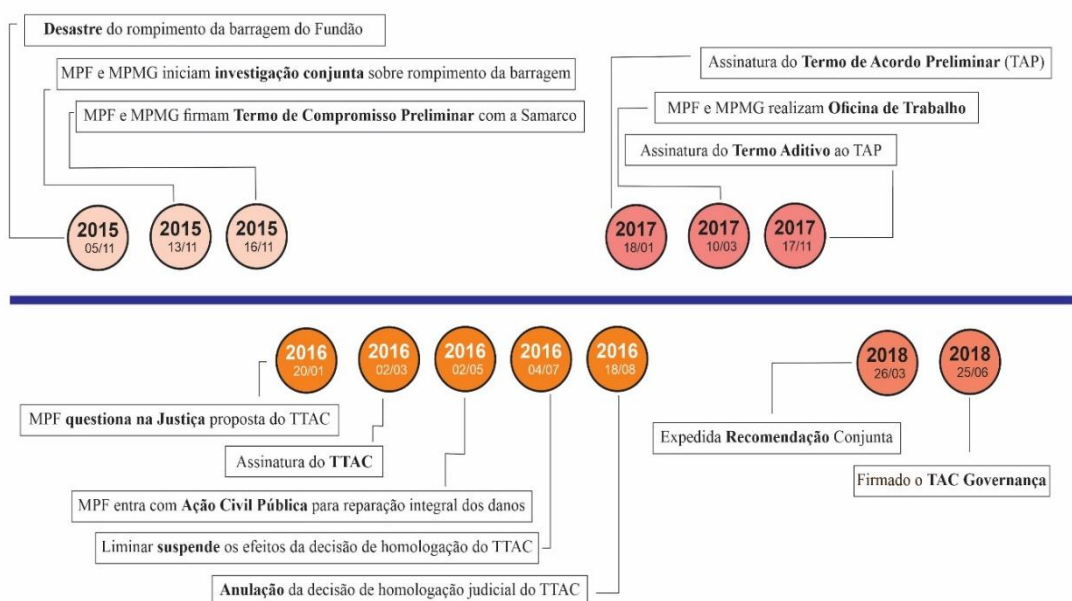 Desastre do rompimento da barragem do Fundão
MPF e MPMG iniciam investigação conjunta sobre rompimento da barragem
MPF e MPMG firmam Termo de Compromisso Preliminar com a Samarco
2015
05/11
2015
13/11
2015
16/11
Assinatura do Termo de Acordo Preliminar (TAP)
MPF e MPMG realizam Oficina de Trabalho
Assinatura do Termo Aditivo ao TAP
2017
18/01
2017
10/03
2017
17/11
2016
20/01
2016
02/03
2016
02/05
2016
04/07
2016
18/08
MPF questiona na Justiça proposta do TTAC
Assinatura do TTAC
MPF entra com Ação Civil Pública para reparação integral dos danos
Liminar suspende os efeitos da decisão de homologação do TTAC
Anulação da decisão de homologação judicial do TTAC
2018
26/03
2018
25/06
Expedida Recomendação Conjunta
Firmado o TAC Governança